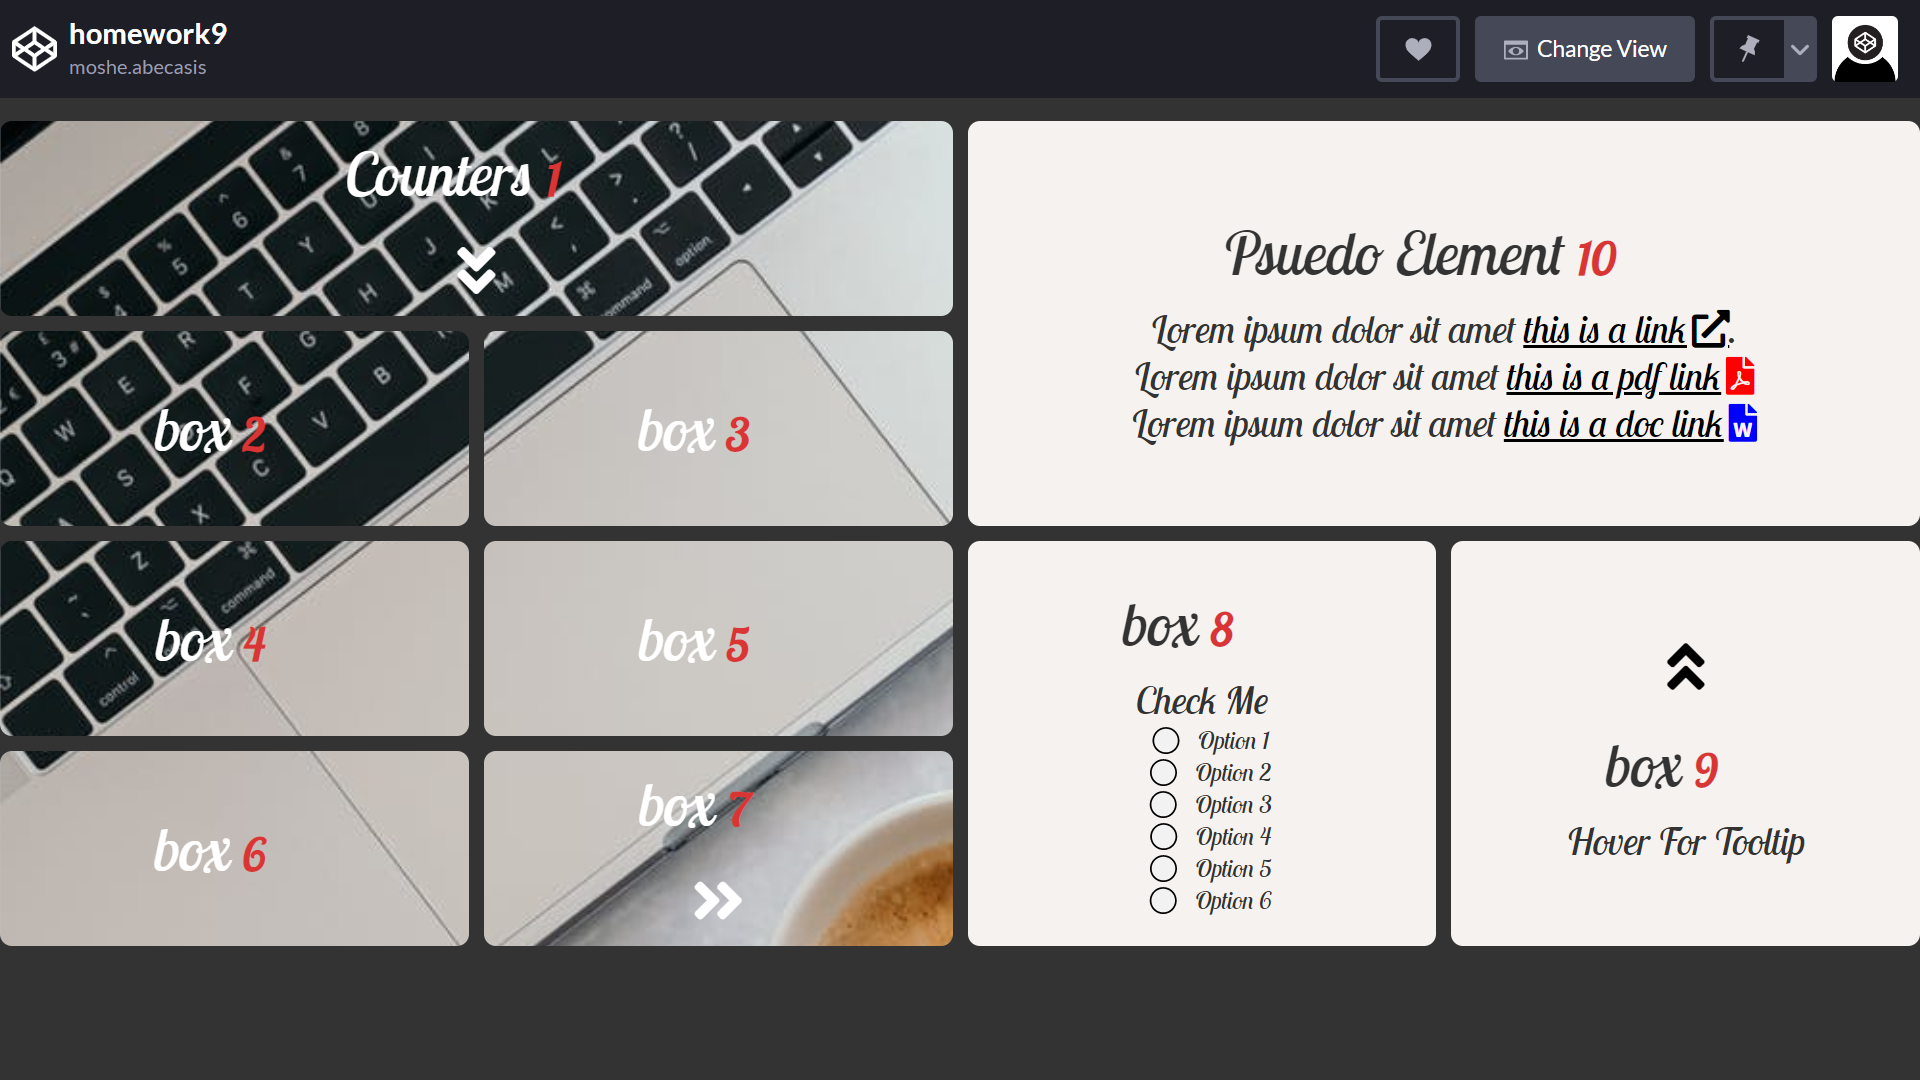 homework9
moshe.abecasis
Change View
Counters 1
box 2
box 3
box 4
box 5
box 6
box 7
Psuedo Element 10
Lorem ipsum dolor sit amet this is a link .
Lorem ipsum dolor sit amet this is a pdf link
Lorem ipsum dolor sit amet this is a doc link
box 8
Check Me
Option 1
Option 2
Option 3
Option 4
Option 5
Option 6
box 9
Hover For Tooltip